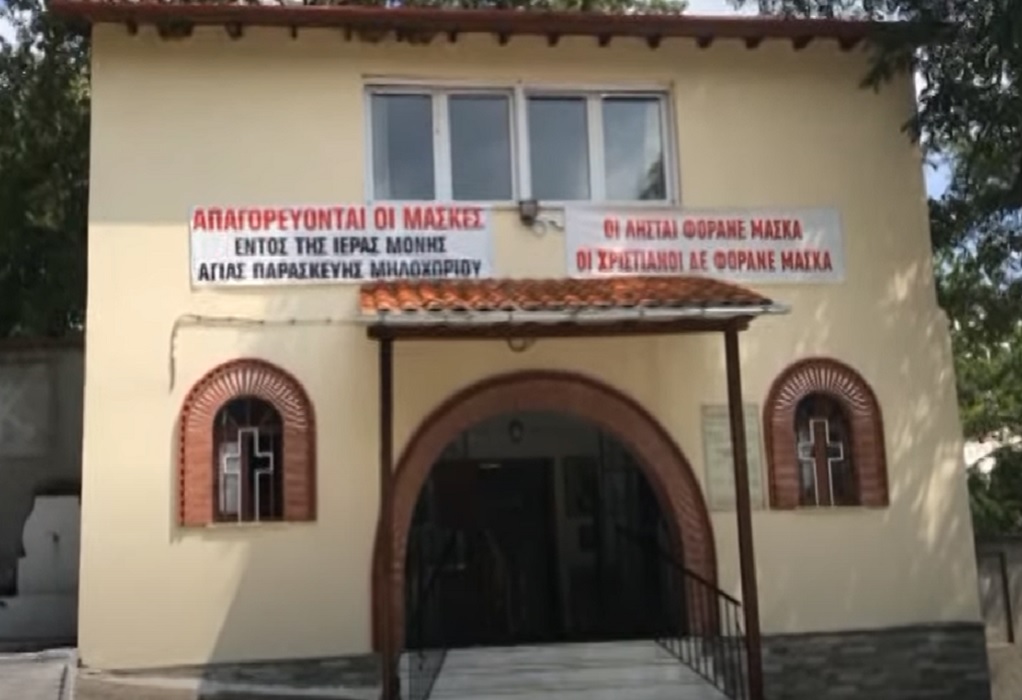 ΑΠΑΓΟΡΕΥΟΝΤΑΙ ΟΙ ΜΑΣΚΕΣ
ΕΝΤΟΣ ΤΗΣ ΙΕΡΑΣ ΜΟΝΗΣ
ΑΓΙΑΣ ΠΑΡΑΣΚΕΥΗΣ ΜΗΛΟΧΩΡΙΟΥ
ΟΙ ΛΗΣΤΑΙ ΦΟΡΑΝΕ ΜΑΣΚΑ
ΟΙ ΧΡΙΣΤΙΑΝΟΙ ΔΕ ΦΟΡΑΝΕ ΜΑΣΚΑ